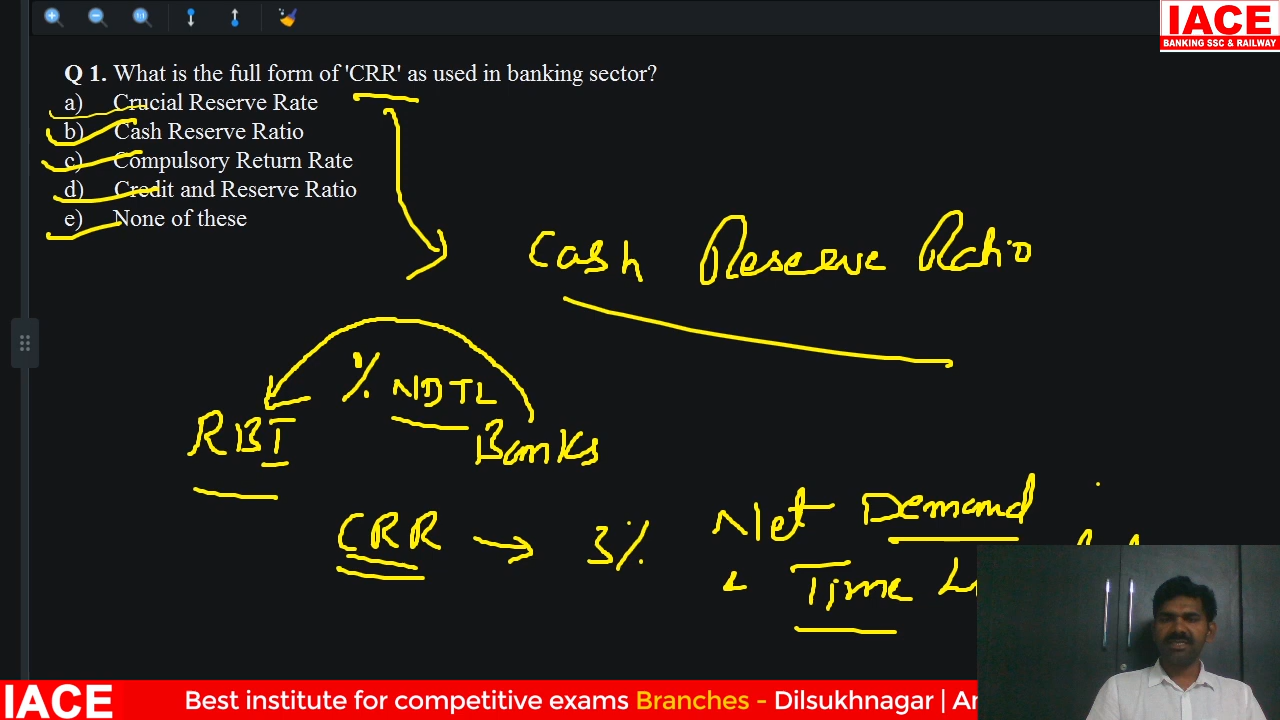 IACE
BANKING SSC & RAILWAY
Q 1. What is the full form of 'CRR' as used in banking sector?
a) Crucial Reserve Rate
b) Cash Reserve Ratio
c) Compulsory Return Rate
d) Credit and Reserve Ratio
e) None of these
Cash Reserve Ratio
% NDTL
RBI Banks
CRR → 3% Net Demand
Time
IACE Best institute for competitive exams Branches - Dilsukhnagar |